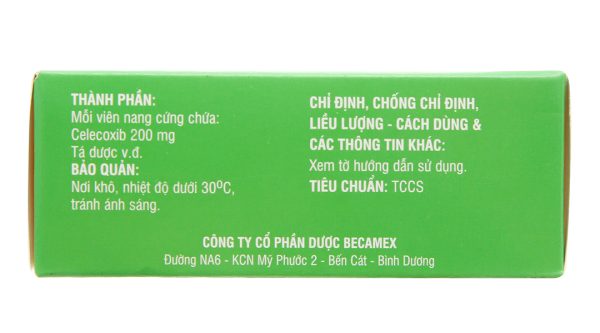 THÀNH PHẦN:
Mỗi viên nang cứng chứa:
Celecoxib 200 mg
Tá dược v.đ.
BẢO QUẢN:
Nơi khô, nhiệt độ dưới 30⁰C,
tránh ánh sáng.
CHỈ ĐỊNH, CHỐNG CHỈ ĐỊNH,
LIỀU LƯỢNG - CÁCH DÙNG &
CÁC THÔNG TIN KHÁC:
Xem tờ hướng dẫn sử dụng.
TIÊU CHUẨN: TCCS
CÔNG TY CỔ PHẦN DƯỢC BECAMEX
Đường NA6 - KCN Mỹ Phước 2 - Bến Cát - Bình Dương